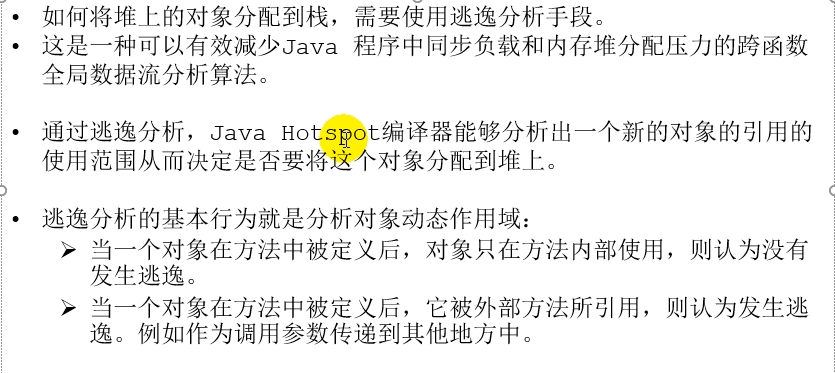 • 如何将堆上的对象分配到栈，需要使用逃逸分析手段。
• 这是一种可以有效减少Java 程序中同步负载和内存堆分配压力的跨函数
全局数据流分析算法。
• 通过逃逸分析，Java Hotspot编译器能够分析出一个新的对象的引用的
使用范围从而决定是否要将这个对象分配到堆上。
• 逃逸分析的基本行为就是分析对象动态作用域：
➢ 当一个对象在方法中被定义后，对象只在方法内部使用，则认为没有
发生逃逸。
➢ 当一个对象在方法中被定义后，它被外部方法所引用，则认为发生逃
逸。例如作为调用参数传递到其他地方中。